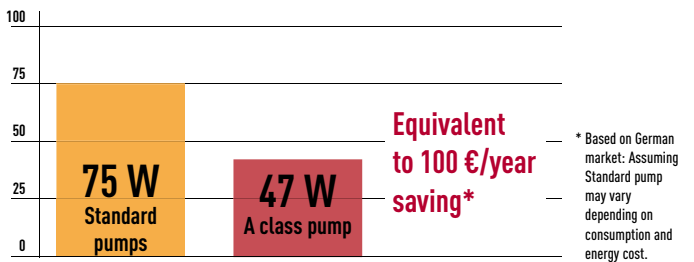 100
75
50
25
0
75 W
Standard
pumps
47 W
A class pump
Equivalent
to 100 €/year
saving*
* Based on German
market: Assuming
Standard pump
may vary
depending on
consumption and
energy cost.